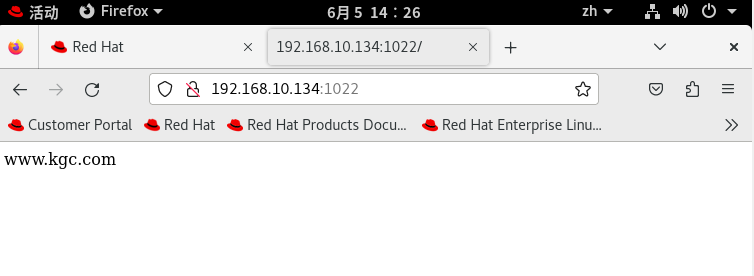 活动 Firefox 6月 5 14：26 zh
Red Hat 192.168.10.134:1022/
192.168.10.134:1022
Customer Portal Red Hat Red Hat Products Docu... Red Hat Enterprise Linu...
www.kgc.com